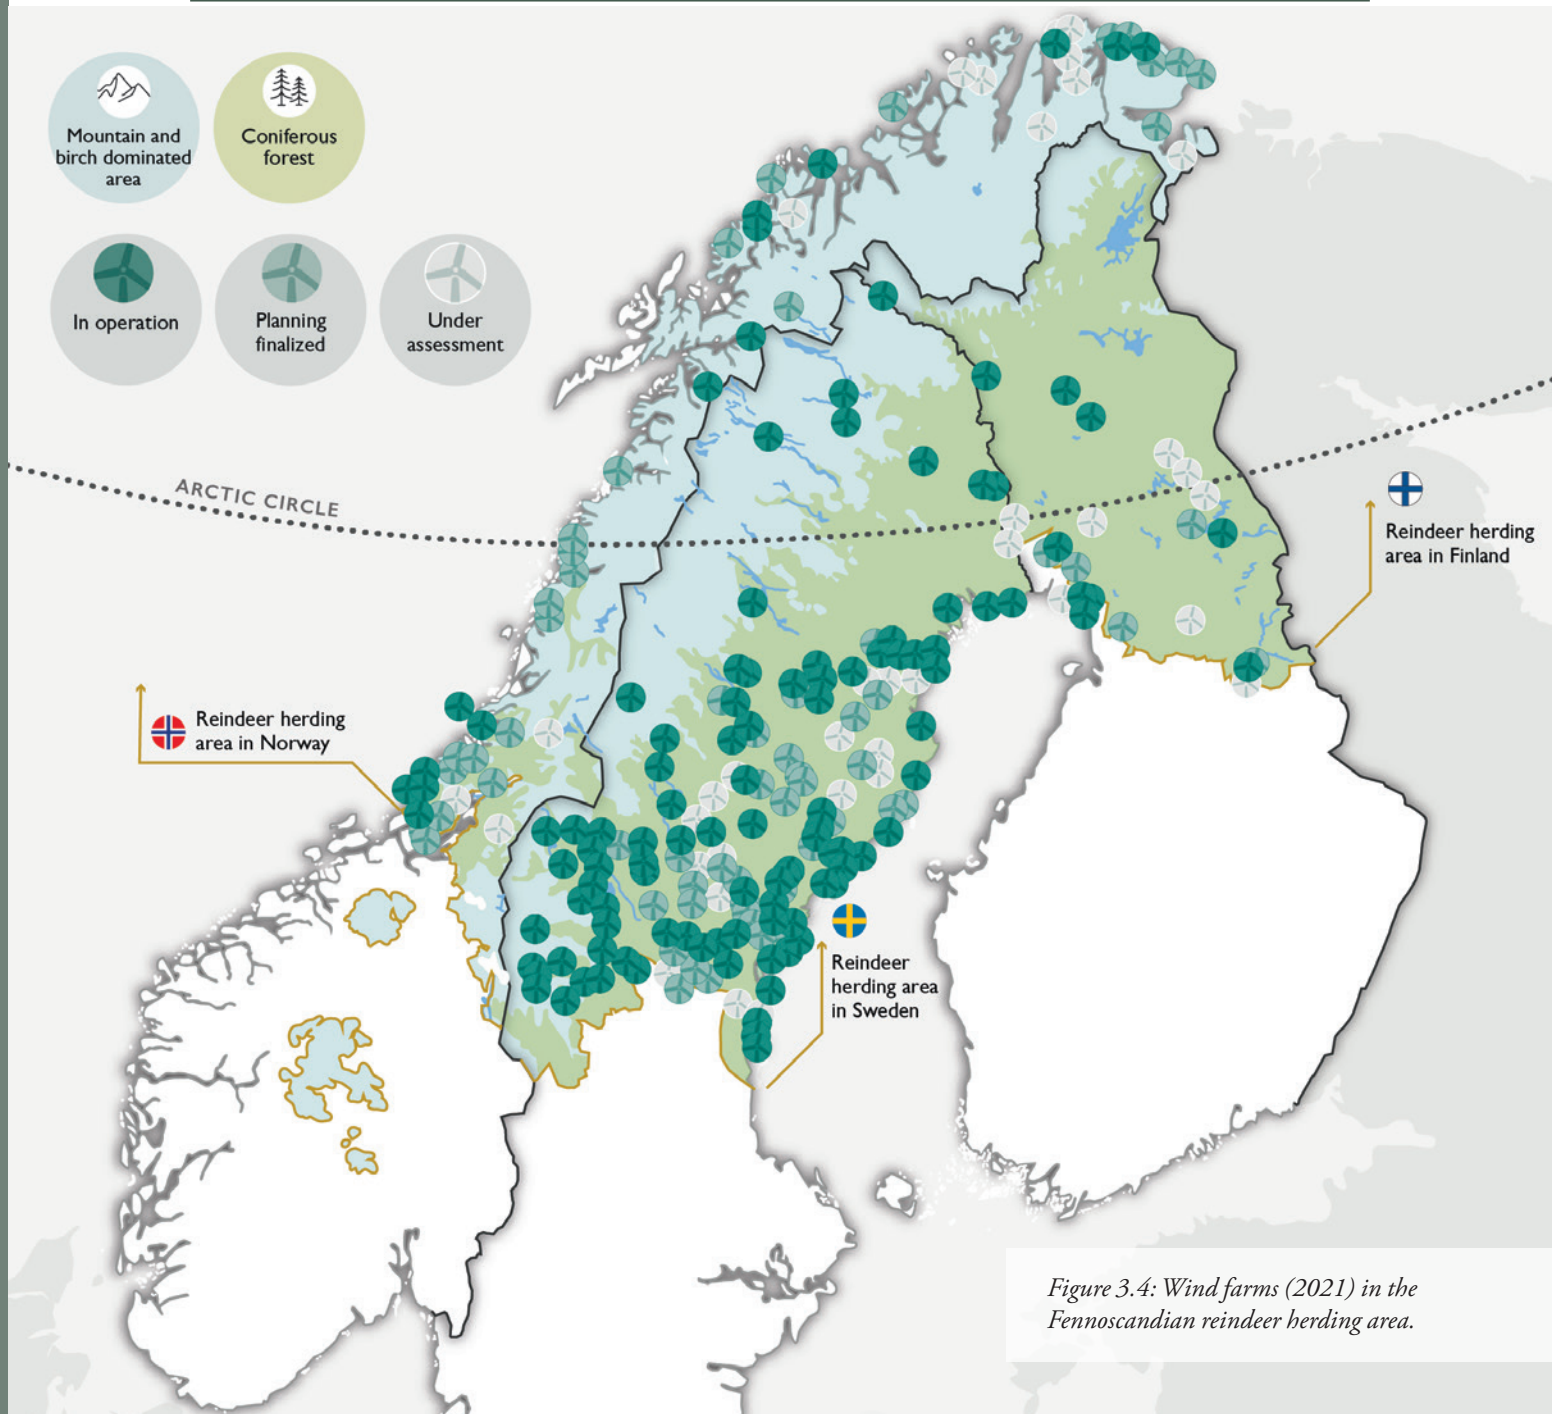 Mountain and
birch dominated
area
Coniferous
forest
In operation
Planning
finalized
Under
assessment
ARCTIC CIRCLE
Reindeer herding
area in Finland
Reindeer herding
area in Norway
Reindeer
herding area
in Sweden
Figure 3.4: Wind farms (2021) in the
Fennoscandian reindeer herding area.